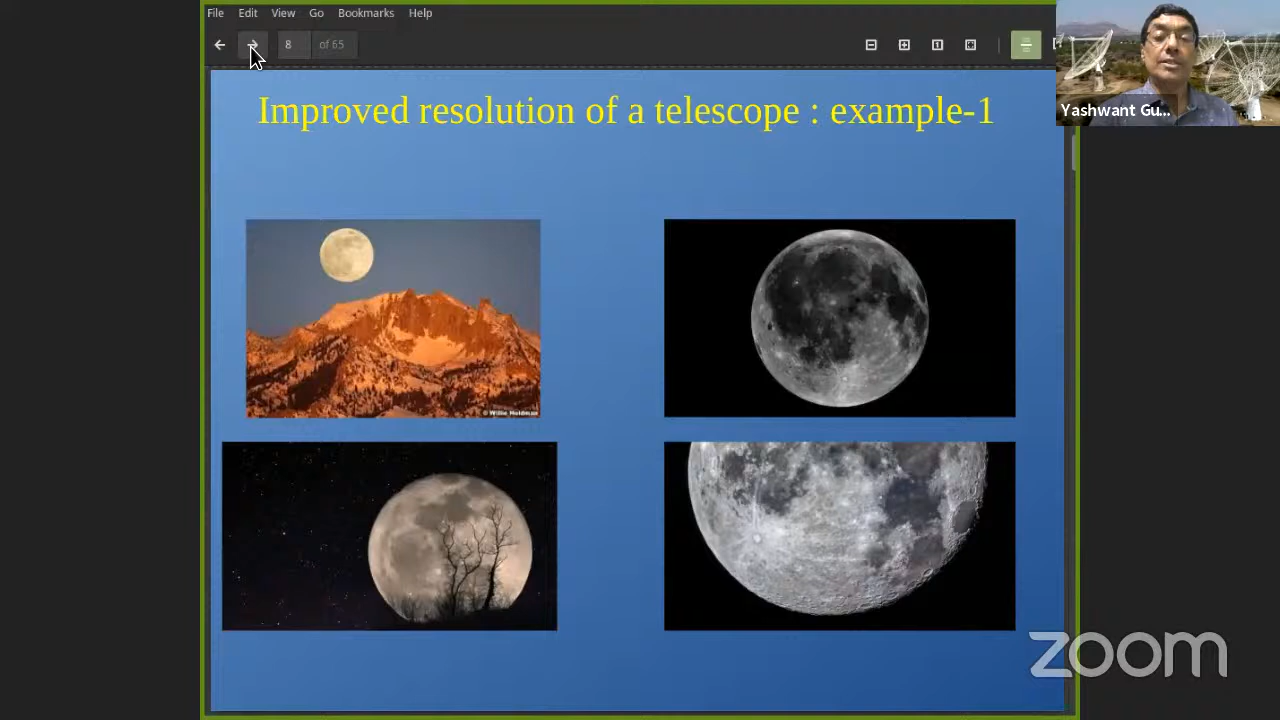 File Edit View Go Bookmarks Help
8 of 65
Yashwant Gu...
Improved resolution of a telescope : example-1
zoom